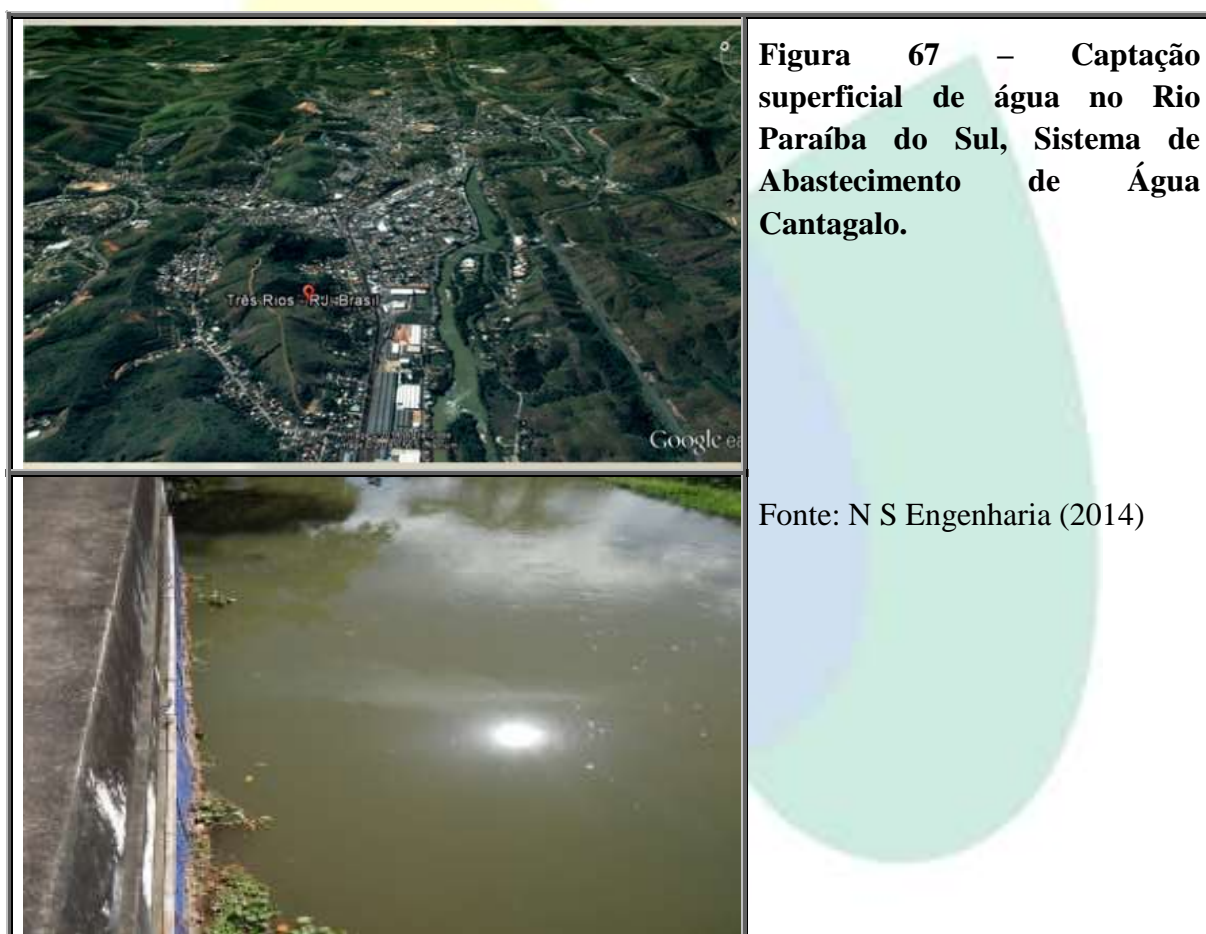 Figura 67 – Captação
superficial de água no Rio
Paraíba do Sul, Sistema de
Abastecimento de Água
Cantagalo.
Três Rios - RJ, Brasil
Google ea
Fonte: N S Engenharia (2014)